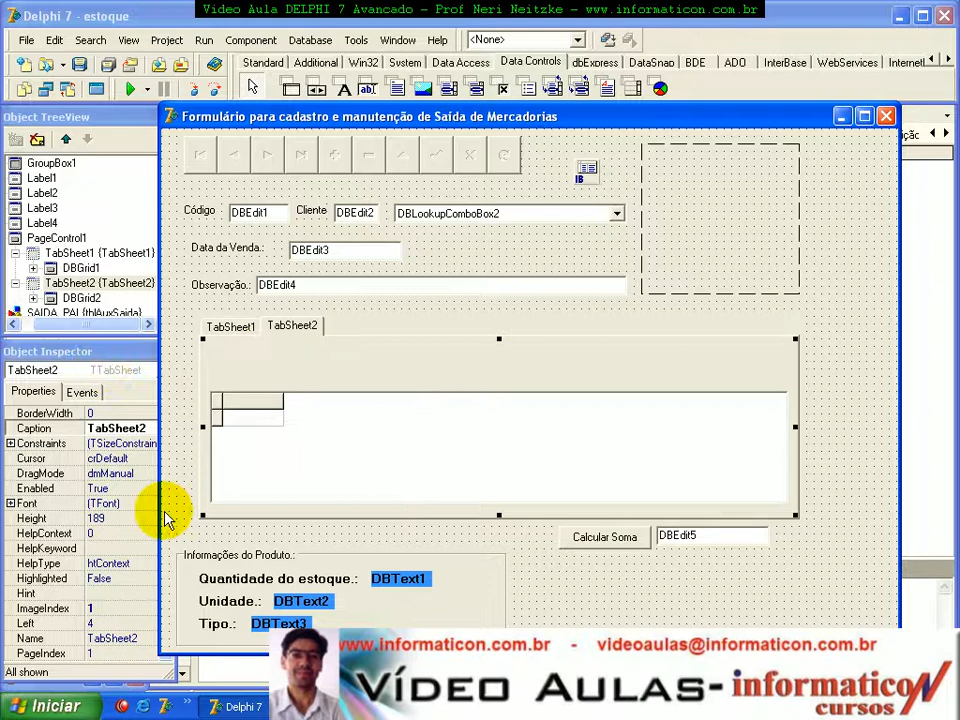 Video Aula DELPHI 7 Avancado - Prof Neri Neitzke - www.informaticon.com.br
Delphi 7 - estoque
File Edit Search View Project Run Component Database Tools Window Help <None>
Standard Additional Win32 System Data Access Data Controls dbExpress DataSnap BDE ADO InterBase WebServices Internet
Object TreeView
Formulário para cadastro e manutenção de Saída de Mercadorias
GroupBox1
Label1
Label2
Label3
Label4
PageControl1
TabSheet1 {TabSheet1}
DBGrid1
TabSheet2 {TabSheet2}
DBGrid2
IB
Código DBEdit1 Cliente DBEdit2 DBLookupComboBox2
Data da Venda.: DBEdit3
Observação.: DBEdit4
TabSheet1 TabSheet2
Object Inspector
TabSheet2 TTabSheet
Properties Events
BorderWidth 0
Caption TabSheet2
Constraints (TSizeConstrain
Cursor crDefault
DragMode dmManual
Enabled True
Font (TFont)
Height 189
HelpContext 0
HelpKeyword
HelpType htContext
Highlighted False
Hint
ImageIndex 1
Left 4
Name TabSheet2
PageIndex 1
All shown
Calcular Soma DBEdit5
Informações do Produto.:
Quantidade do estoque.: DBText1
Unidade.: DBText2
Tipo.: DBText3
www.informaticon.com.br - videoaulas@informaticon.com.br
VÍDEO AULAS- informaticon
cursos
Iniciar Delphi 7